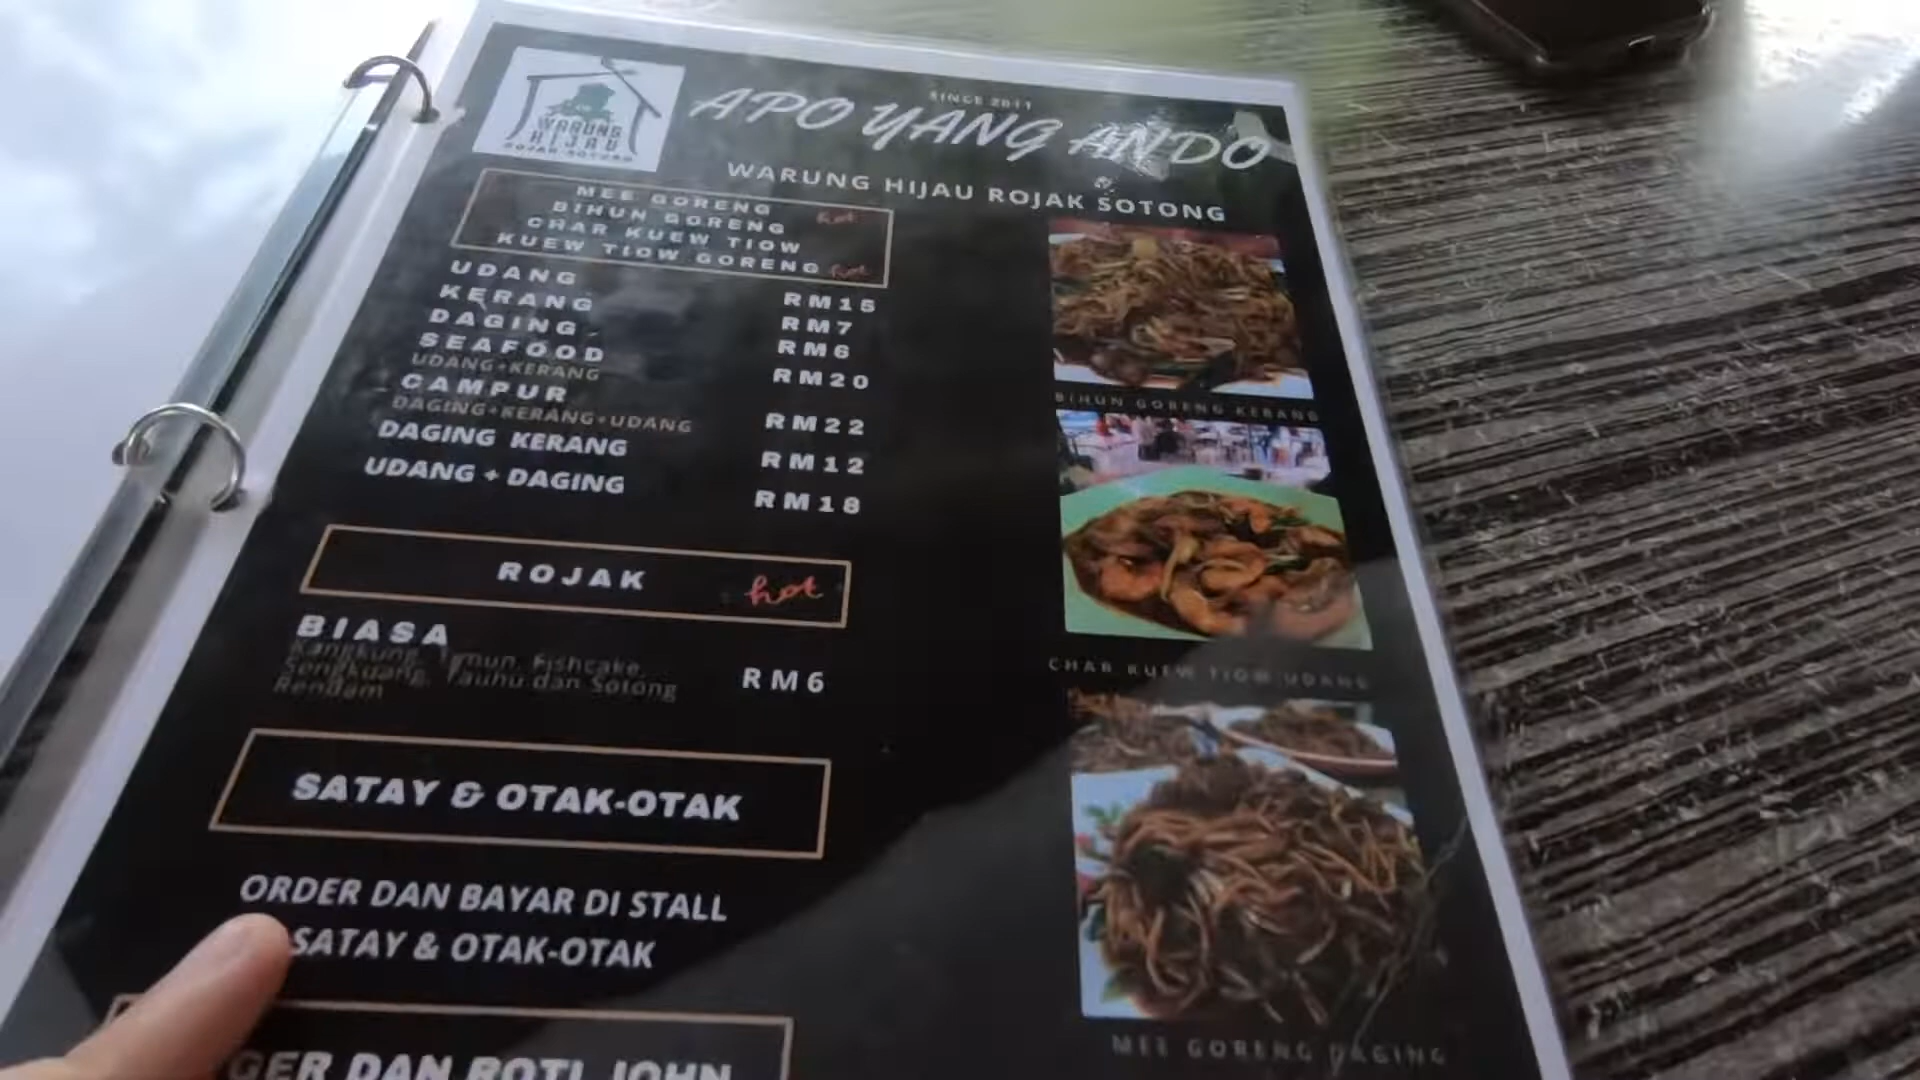 SINCE 2011
APO YANG ANDO
WARUNG HIJAU ROJAK SOTONG
WARUNG
HIJAU
ROJAK SOTONG
MEE GORENG hot
BIHUN GORENG
CHAR KUEW TIOW
KUEW TIOW GORENG hot
UDANG RM15
KERANG RM7
DAGING RM6
SEAFOOD RM20
UDANG+KERANG
CAMPUR RM22
DAGING+KERANG+UDANG
DAGING KERANG RM12
UDANG + DAGING RM18
ROJAK hot
BIASA RM6
Kangkung, Timun, Fishcake,
Sengkuang, Tauhu dan Sotong
Rendam
SATAY & OTAK-OTAK
ORDER DAN BAYAR DI STALL
SATAY & OTAK-OTAK
GER DAN ROTI JOHN
BIHUN GORENG KERANG
CHAR KUEW TIOW UDANG
MEE GORENG DAGING